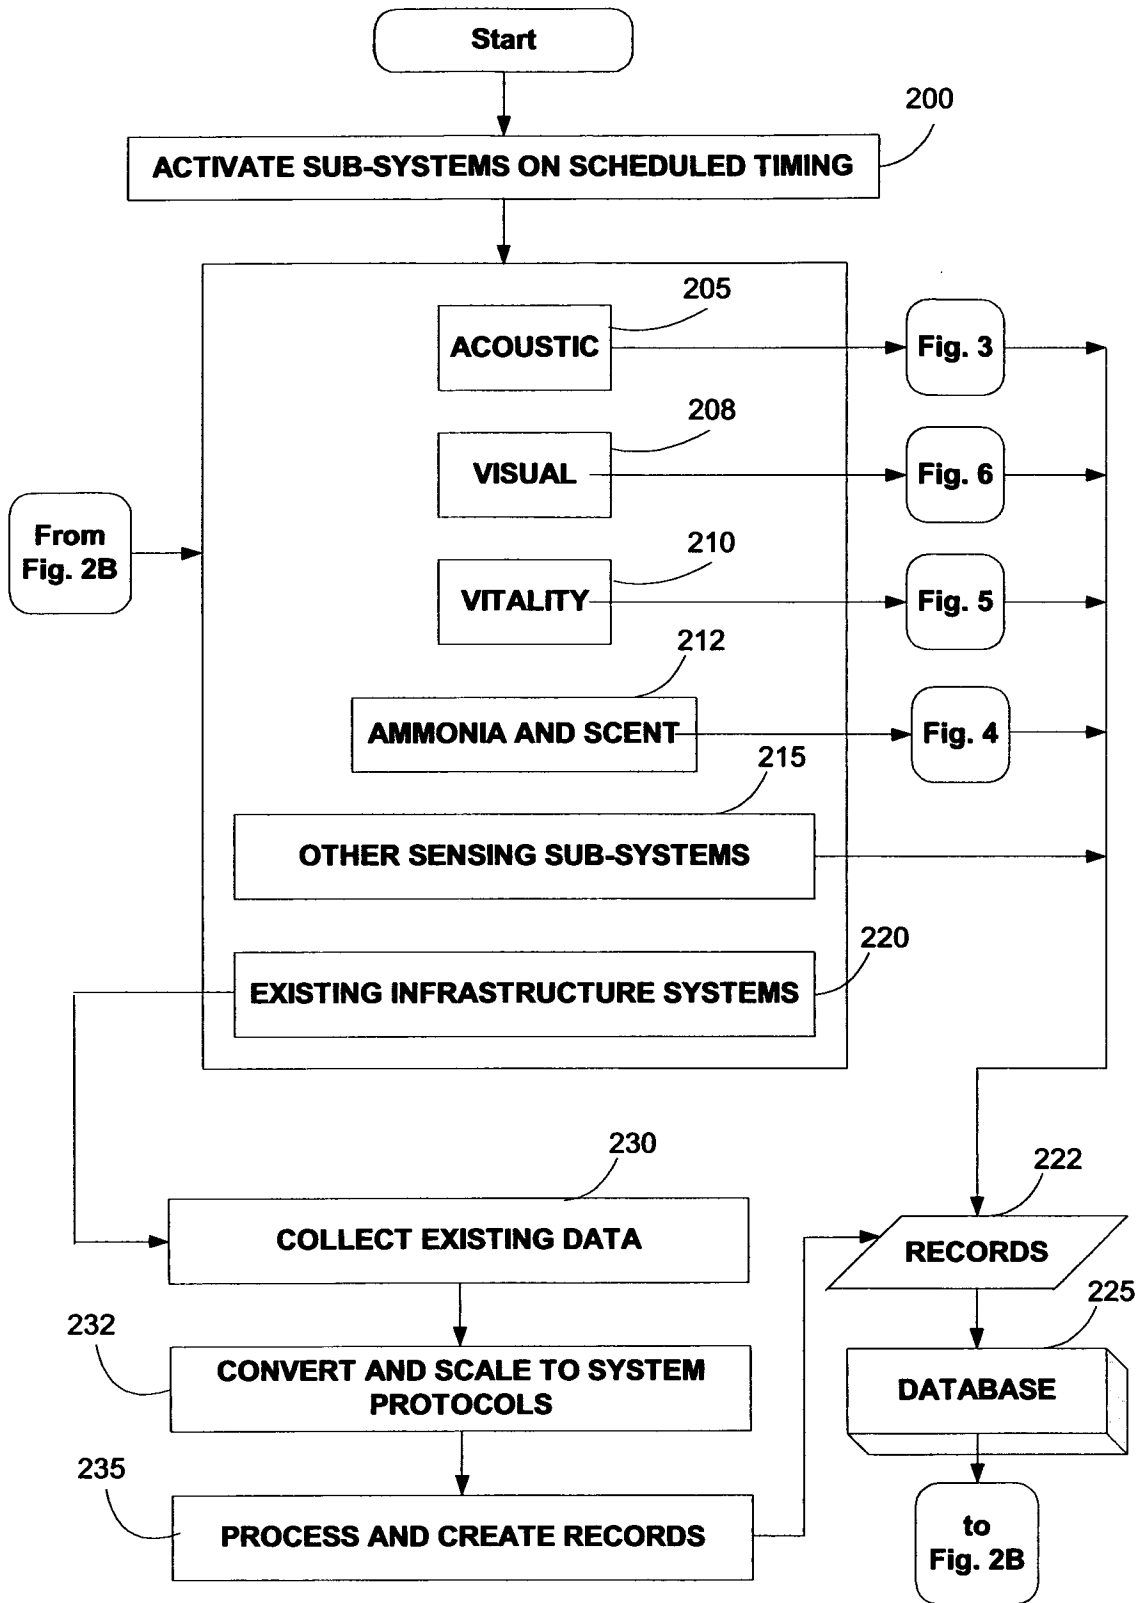 Start
200
ACTIVATE SUB-SYSTEMS ON SCHEDULED TIMING
205
ACOUSTIC
Fig. 3
208
VISUAL
Fig. 6
From
Fig. 2B
210
VITALITY
Fig. 5
212
AMMONIA AND SCENT
Fig. 4
215
OTHER SENSING SUB-SYSTEMS
220
EXISTING INFRASTRUCTURE SYSTEMS
230
COLLECT EXISTING DATA
222
RECORDS
232
CONVERT AND SCALE TO SYSTEM
PROTOCOLS
225
DATABASE
235
PROCESS AND CREATE RECORDS
to
Fig. 2B